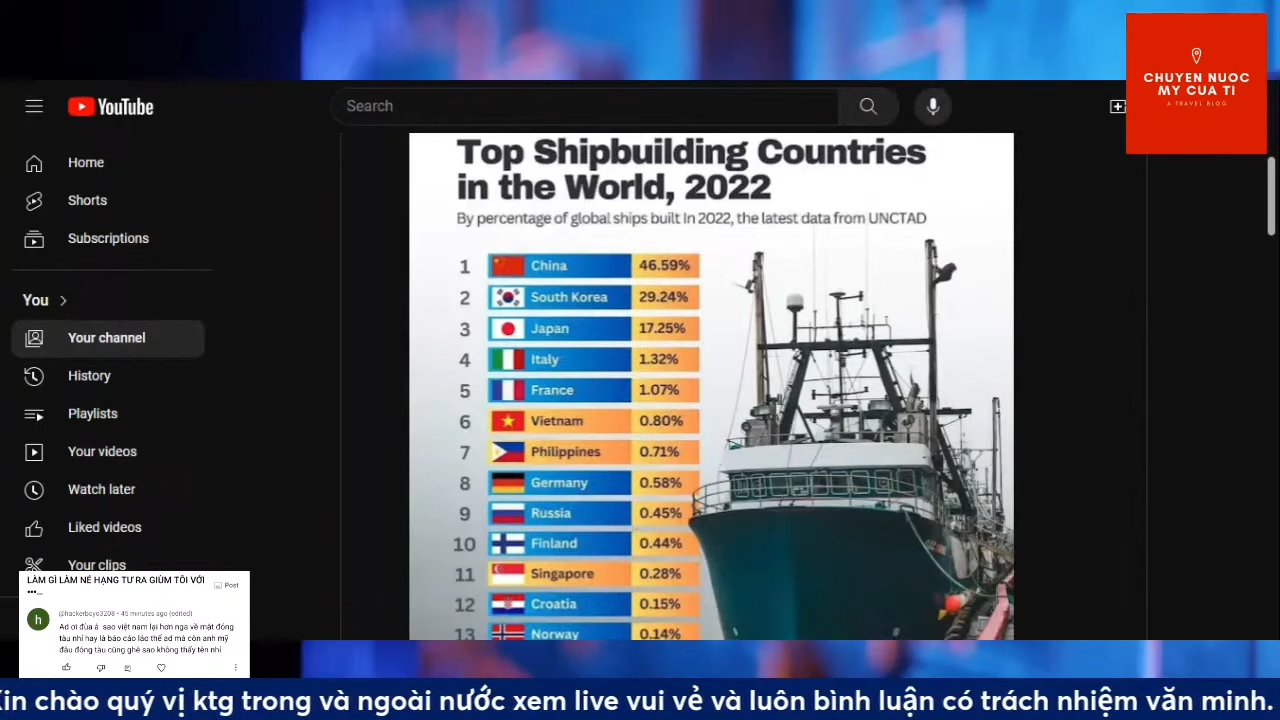 YouTube
Search
CHUYEN NUOC
MY CUA TI
A TRAVEL BLOG
Home
Shorts
Subscriptions
You
Your channel
History
Playlists
Your videos
Watch later
Liked videos
Your clips
Top Shipbuilding Countries
in the World, 2022
By percentage of global ships built In 2022, the latest data from UNCTAD
1 China 46.59%
2 South Korea 29.24%
3 Japan 17.25%
4 Italy 1.32%
5 France 1.07%
6 Vietnam 0.80%
7 Philippines 0.71%
8 Germany 0.58%
9 Russia 0.45%
10 Finland 0.44%
11 Singapore 0.28%
12 Croatia 0.15%
13 Norway 0.14%
LÀM GÌ LÀM NÉ HẠNG TƯ RA GIÙM TÔI VỚI
•••...
Post
h
@hackerboyo3208 • 45 minutes ago (edited)
Ad ơi đùa à sao việt nam lại hơn nga về mặt đóng
tàu nhỉ hay là báo cáo láo thế ad mà còn anh mỹ
đâu đóng tàu cũng ghê sao không thấy tên nhỉ
Xin chào quý vị ktg trong và ngoài nước xem live vui vẻ và luôn bình luận có trách nhiệm văn minh.